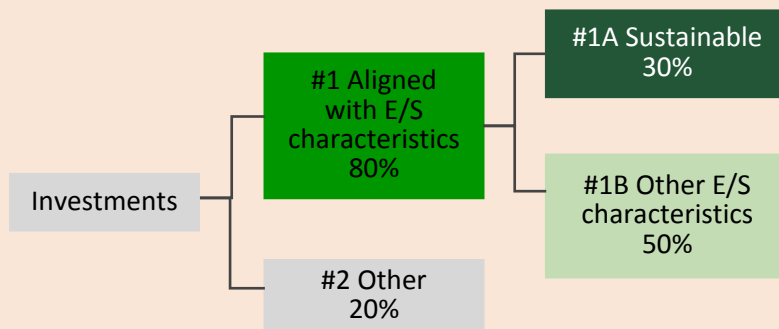 Investments
#1 Aligned
with E/S
characteristics
80%
#2 Other
20%
#1A Sustainable
30%
#1B Other E/S
characteristics
50%